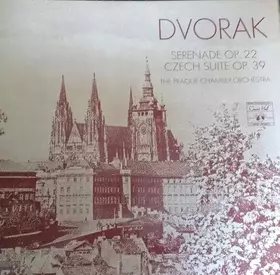 DVORAK
SERENADE OP. 22
CZECH SUITE OP. 39
THE PRAGUE CHAMBER ORCHESTRA